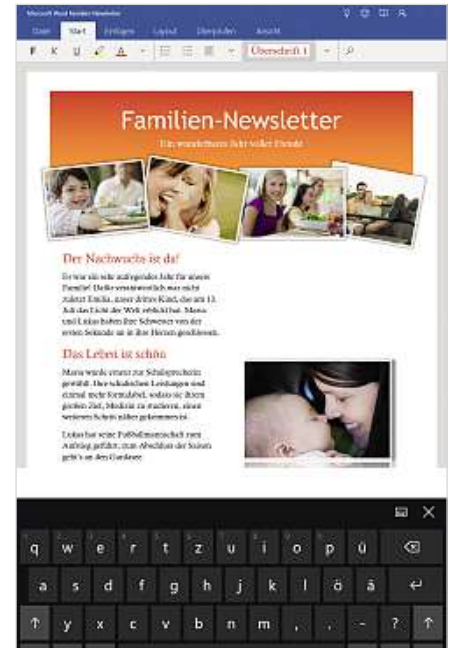 Microsoft Word Familien-Newsletter
Datei Start Einfügen Layout Überprüfen Ansicht
F K U A Überschrift 1
Familien-Newsletter
Ein wunderbares Jahr voller Freude!
Der Nachwuchs ist da!
Es war ein sehr aufregendes Jahr für unsere
Familie! Dafür verantwortlich war nicht
zuletzt Emilia, unser drittes Kind, das am 13.
Juli das Licht der Welt erblickt hat. Maria
und Lukas haben ihre Schwester von der
ersten Sekunde an in ihre Herzen geschlossen.
Das Leben ist schön
Maria wurde erneut zur Schulsprecherin
gewählt. Ihre schulischen Leistungen sind
einmal mehr formidabel, sodass sie ihrem
großen Ziel, Medizin zu studieren, einen
weiteren Schritt näher gekommen ist.
Lukas hat seine Fußballmannschaft zum
Aufstieg geführt, zum Abschluss der Saison
geht's an den Gardasee
q w e r t z u i o p ü
a s d f g h j k l ö ä
y x c v b n m , . - ?